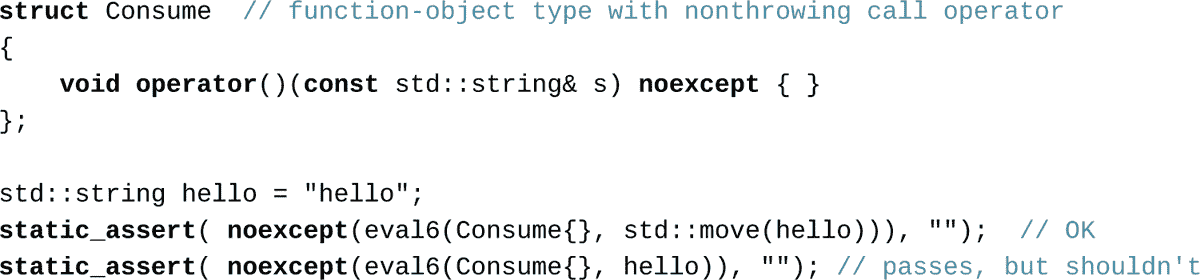 struct Consume  // function-object type with nonthrowing call operator
{
    void operator()(const std::string& s) noexcept { }
};

std::string hello = "hello";
static_assert( noexcept(eval6(Consume{}, std::move(hello))), "");  // OK
static_assert( noexcept(eval6(Consume{}, hello)), ""); // passes, but shouldn't